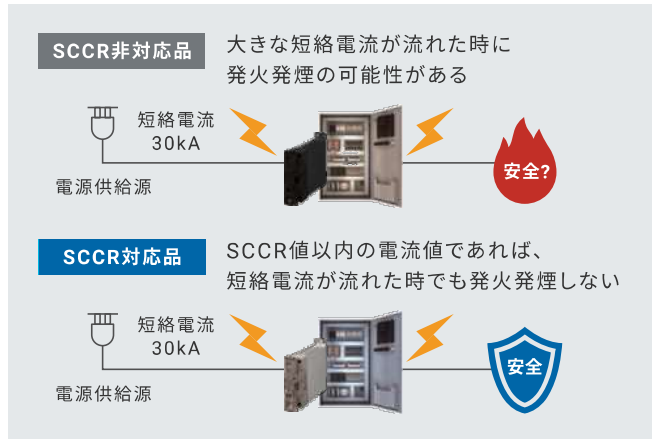 SCCR非対応品
大きな短絡電流が流れた時に
発火発煙の可能性がある
短絡電流
30kA
電源供給源
安全?
SCCR対応品
SCCR値以内の電流値であれば、
短絡電流が流れた時でも発火発煙しない
短絡電流
30kA
電源供給源
安全